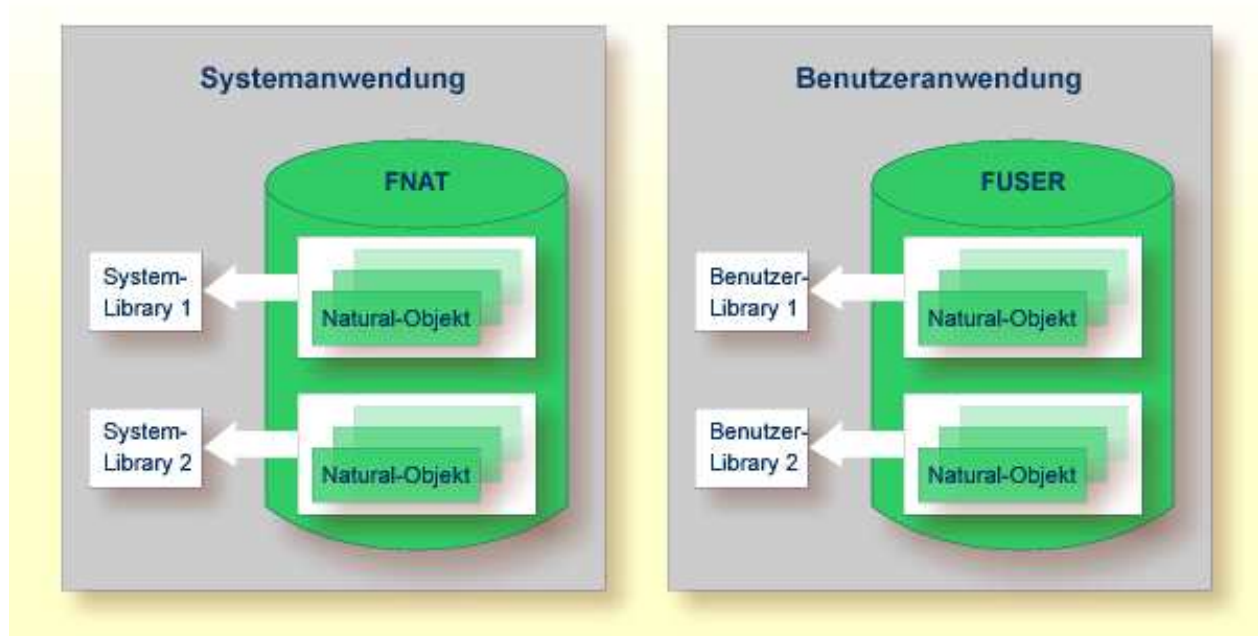 Systemanwendung
FNAT
System-
Library 1
Natural-Objekt
System-
Library 2
Natural-Objekt
Benutzeranwendung
FUSER
Benutzer-
Library 1
Natural-Objekt
Benutzer-
Library 2
Natural-Objekt